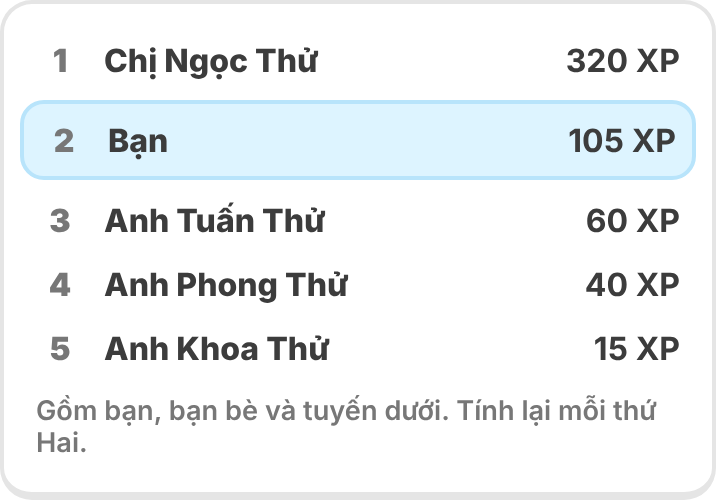 1 Chị Ngọc Thử 320 XP
2 Bạn 105 XP
3 Anh Tuấn Thử 60 XP
4 Anh Phong Thử 40 XP
5 Anh Khoa Thử 15 XP
Gồm bạn, bạn bè và tuyến dưới. Tính lại mỗi thứ
Hai.